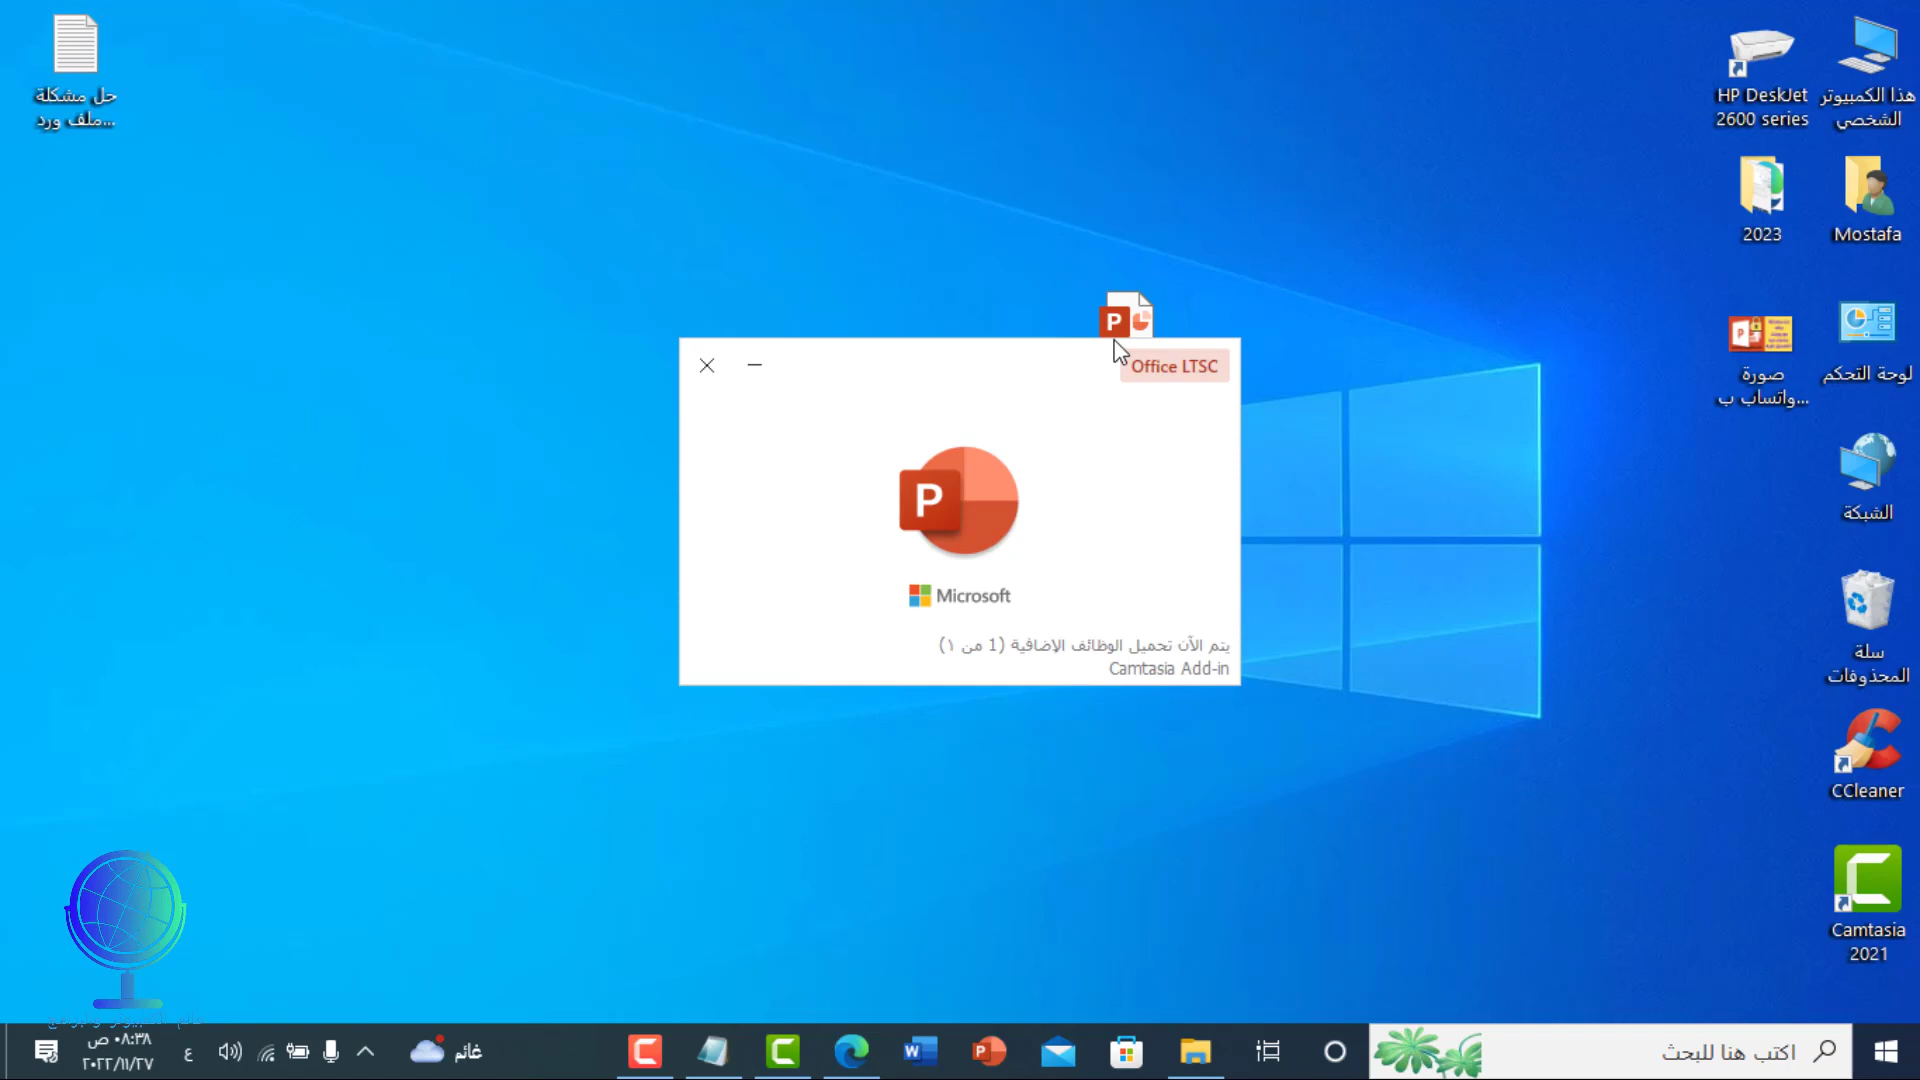 حل مشكلة
ملف ورد...
HP DeskJet
2600 series
هذا الكمبيوتر
الشخصي
2023
Mostafa
صورة
واتساب ب...
لوحة التحكم
الشبكة
سلة
المحذوفات
CCleaner
Camtasia
2021
P
Office LTSC
P
Microsoft
يتم الآن تحميل الوظائف الإضافية (1 من ١)
Camtasia Add-in
٠٨:٣٨ ص
٢٠٢٢/١١/٢٧
ع
غائم
اكتب هنا للبحث